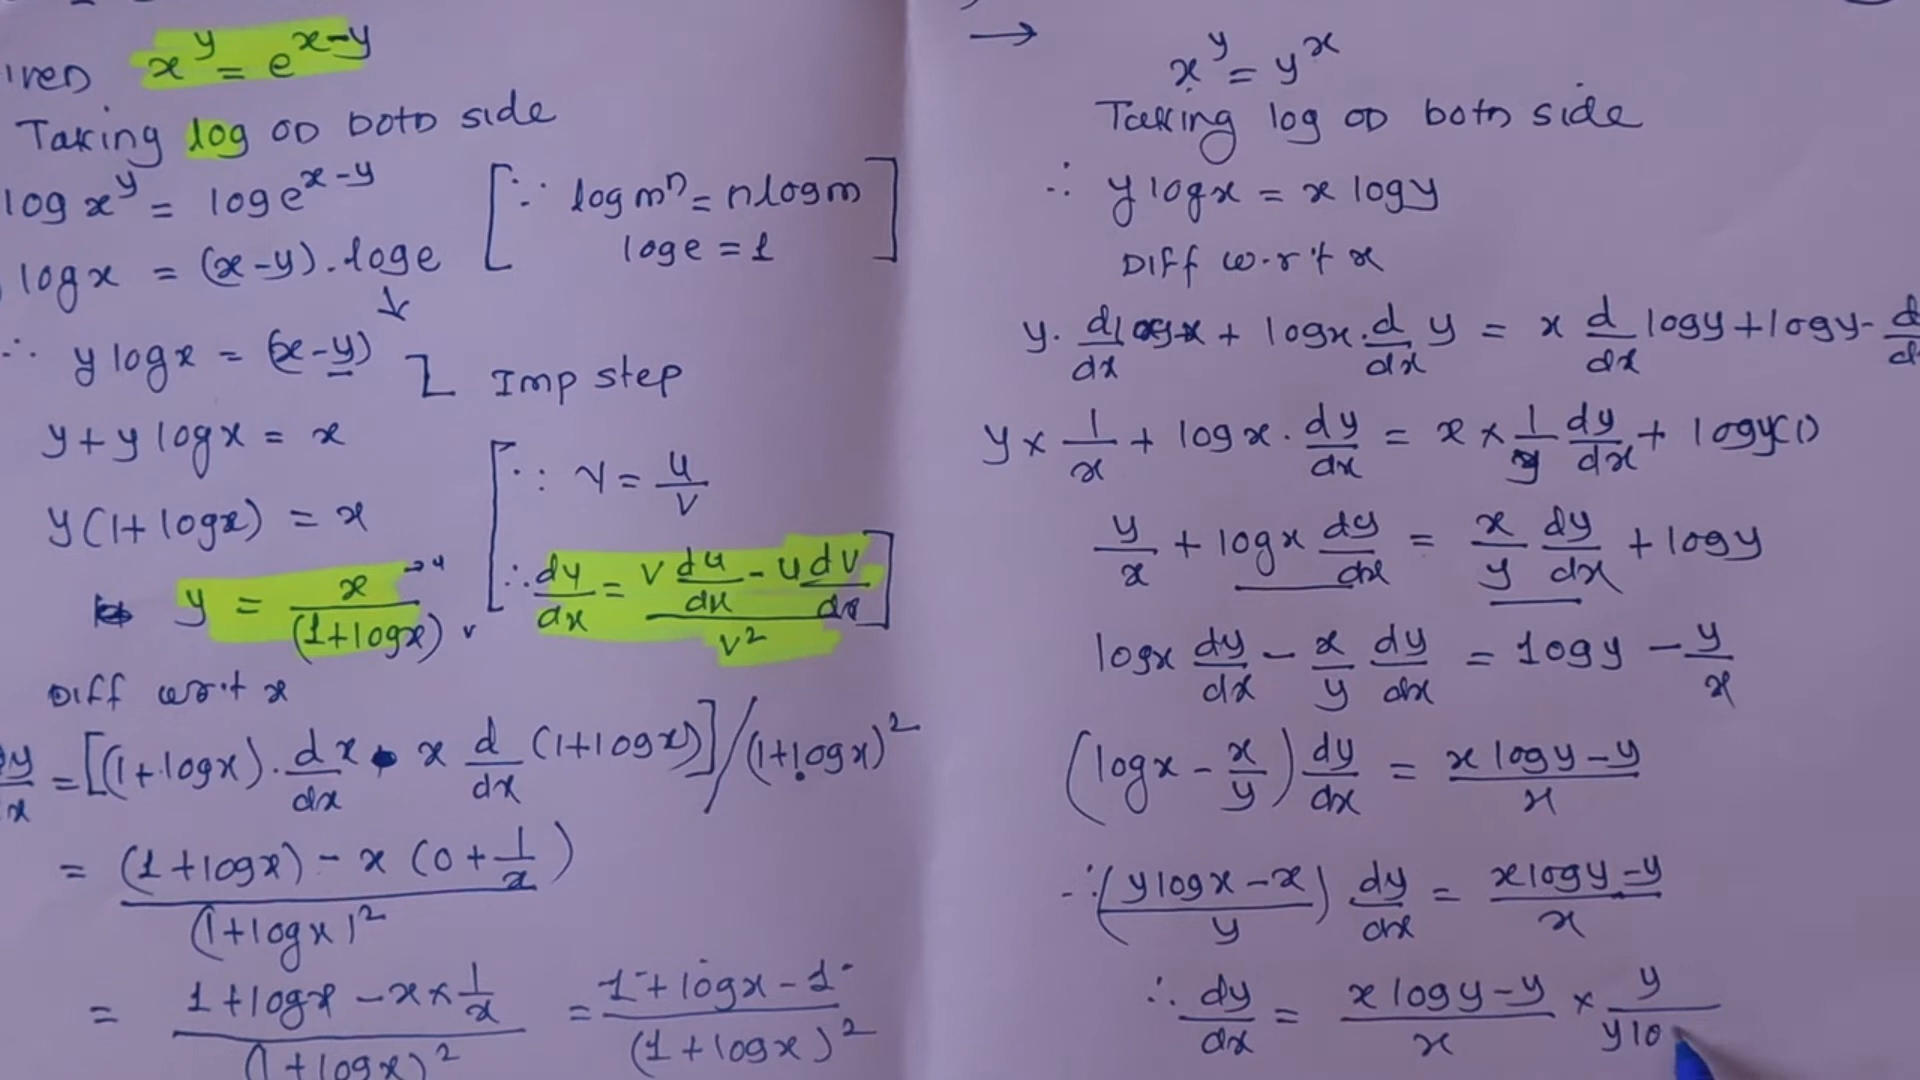 iven x^y = e^(x-y)
Taking log on both side
log x^y = log e^(x-y) [∵ log m^n = n log m
log e = 1]
log x = (x-y).log e
∴ y log x = (x-y) Imp step
y + y log x = x
y(1+log x) = x [∵ y = u/v
y = x/(1+log x) →u v
∴ dy/dx = (v du/dx - u dv/dx)/v²]
Diff w.r.t x
y/x = [(1+log x).d/dx x x d/dx (1+log x)]/(1+log x)²
= ((1+log x) - x(0+1/x))/(1+log x)²
= (1+log x - x×1/x)/(1+log x)² = (1+log x-1)/(1+log x)²
→ x^y = y^x
Taking log on both side
∴ y log x = x log y
Diff w.r.t x
y. d/dx log x + log x. d/dx y = x d/dx log y + log y- d
y × 1/x + log x. dy/dx = x × 1/y dy/dx + log y(1)
y/x + log x dy/dx = x/y dy/dx + log y
log x dy/dx - x/y dy/dx = log y - y/x
(log x - x/y) dy/dx = (x log y - y)/x
∴ ((y log x - x)/y) dy/dx = (x log y - y)/x
∴ dy/dx = (x log y - y)/x × y/(y lo